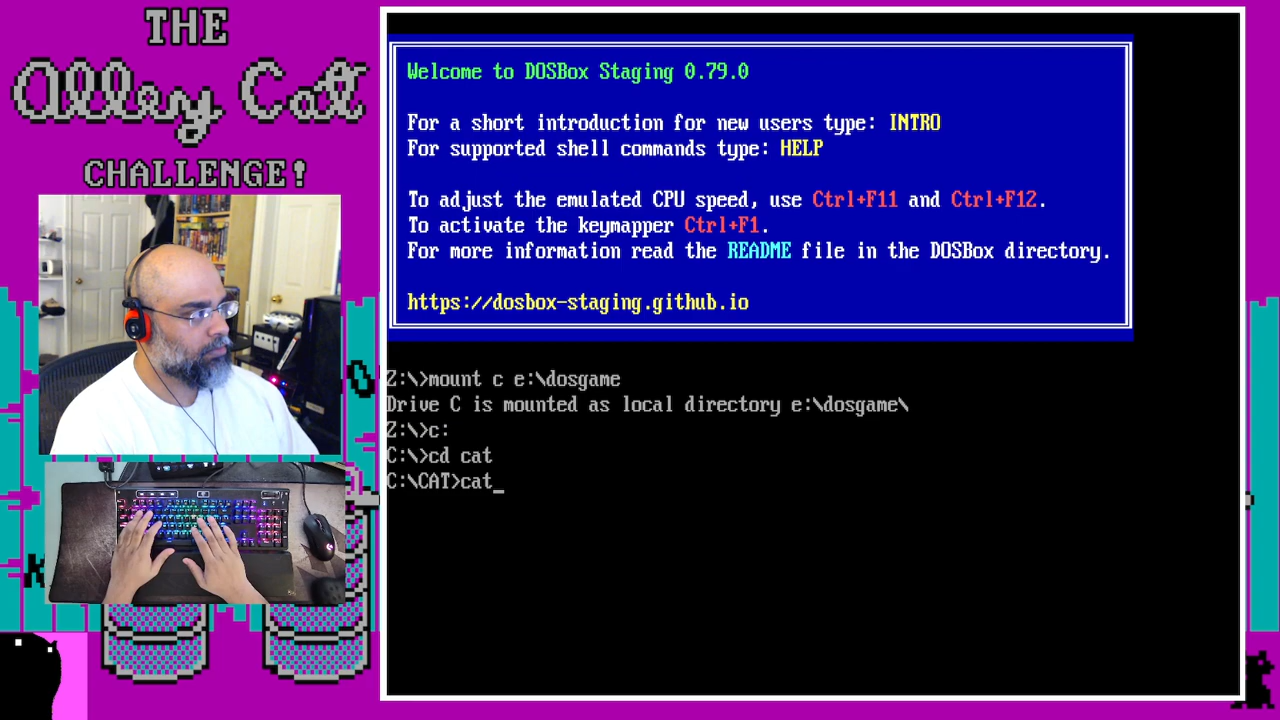 THE
Alley Cat
CHALLENGE!
Welcome to DOSBox Staging 0.79.0
For a short introduction for new users type: INTRO
For supported shell commands type: HELP
To adjust the emulated CPU speed, use Ctrl+F11 and Ctrl+F12.
To activate the keymapper Ctrl+F1.
For more information read the README file in the DOSBox directory.
https://dosbox-staging.github.io
Z:\>mount c e:\dosgame
Drive C is mounted as local directory e:\dosgame\
Z:\>c:
C:\>cd cat
C:\CAT>cat_